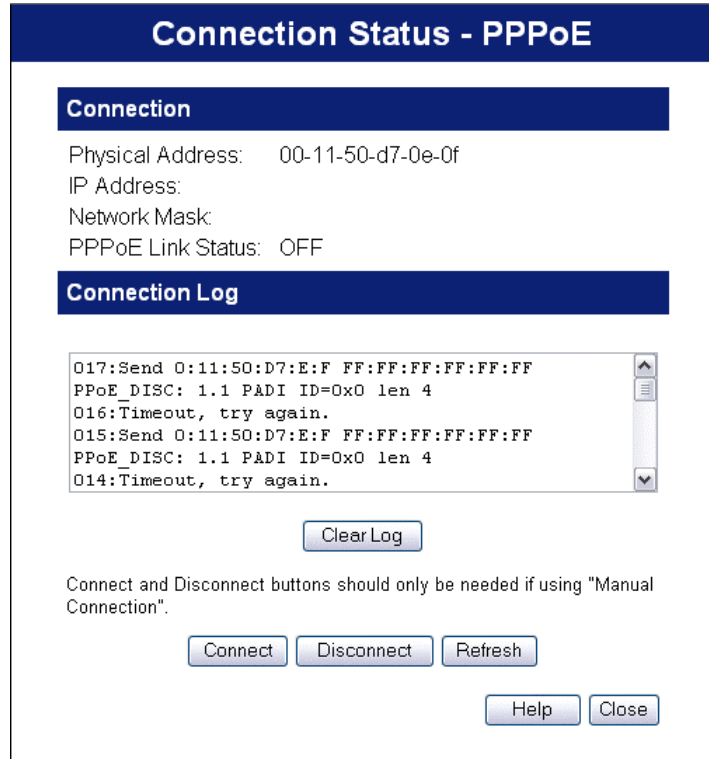 Connection Status - PPPoE
Connection
Physical Address: 00-11-50-d7-0e-0f
IP Address:
Network Mask:
PPPoE Link Status: OFF
Connection Log
017:Send 0:11:50:D7:E:F FF:FF:FF:FF:FF:FF
PPoE_DISC: 1.1 PADI ID=0x0 len 4
016:Timeout, try again.
015:Send 0:11:50:D7:E:F FF:FF:FF:FF:FF:FF
PPoE_DISC: 1.1 PADI ID=0x0 len 4
014:Timeout, try again.
Clear Log
Connect and Disconnect buttons should only be needed if using "Manual
Connection".
Connect Disconnect Refresh
Help Close